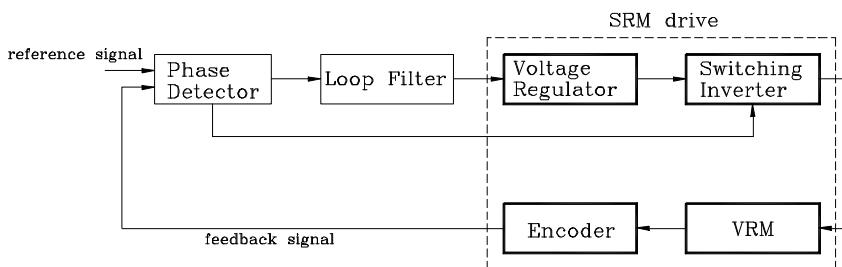 SRM drive
reference signal
Phase
Detector
Loop Filter
Voltage
Regulator
Switching
Inverter
Encoder
VRM
feedback signal